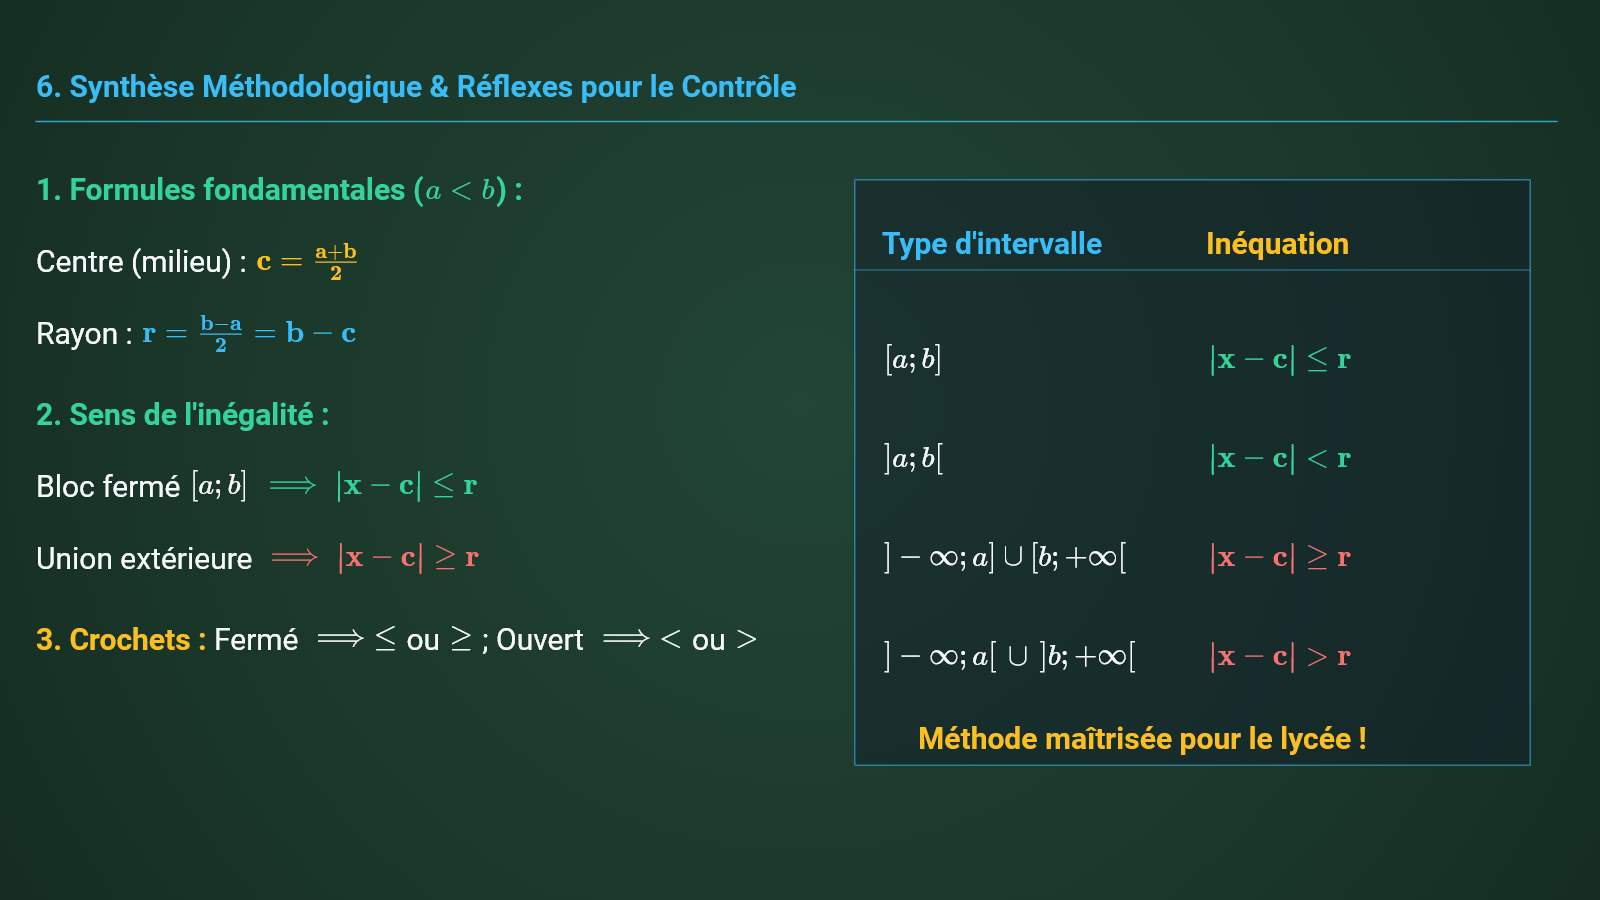 6. Synthèse Méthodologique & Réflexes pour le Contrôle
1. Formules fondamentales (a < b) :
Centre (milieu) : c = a+b/2
Rayon : r = b−a/2 = b − c
2. Sens de l'inégalité :
Bloc fermé [a; b] ⟹ |x − c| ≤ r
Union extérieure ⟹ |x − c| ≥ r
3. Crochets : Fermé ⟹ ≤ ou ≥ ; Ouvert ⟹ < ou >
Type d'intervalle Inéquation
[a; b] |x − c| ≤ r
]a; b[ |x − c| < r
] − ∞; a] ∪ [b; +∞[ |x − c| ≥ r
] − ∞; a[ ∪ ]b; +∞[ |x − c| > r
Méthode maîtrisée pour le lycée !